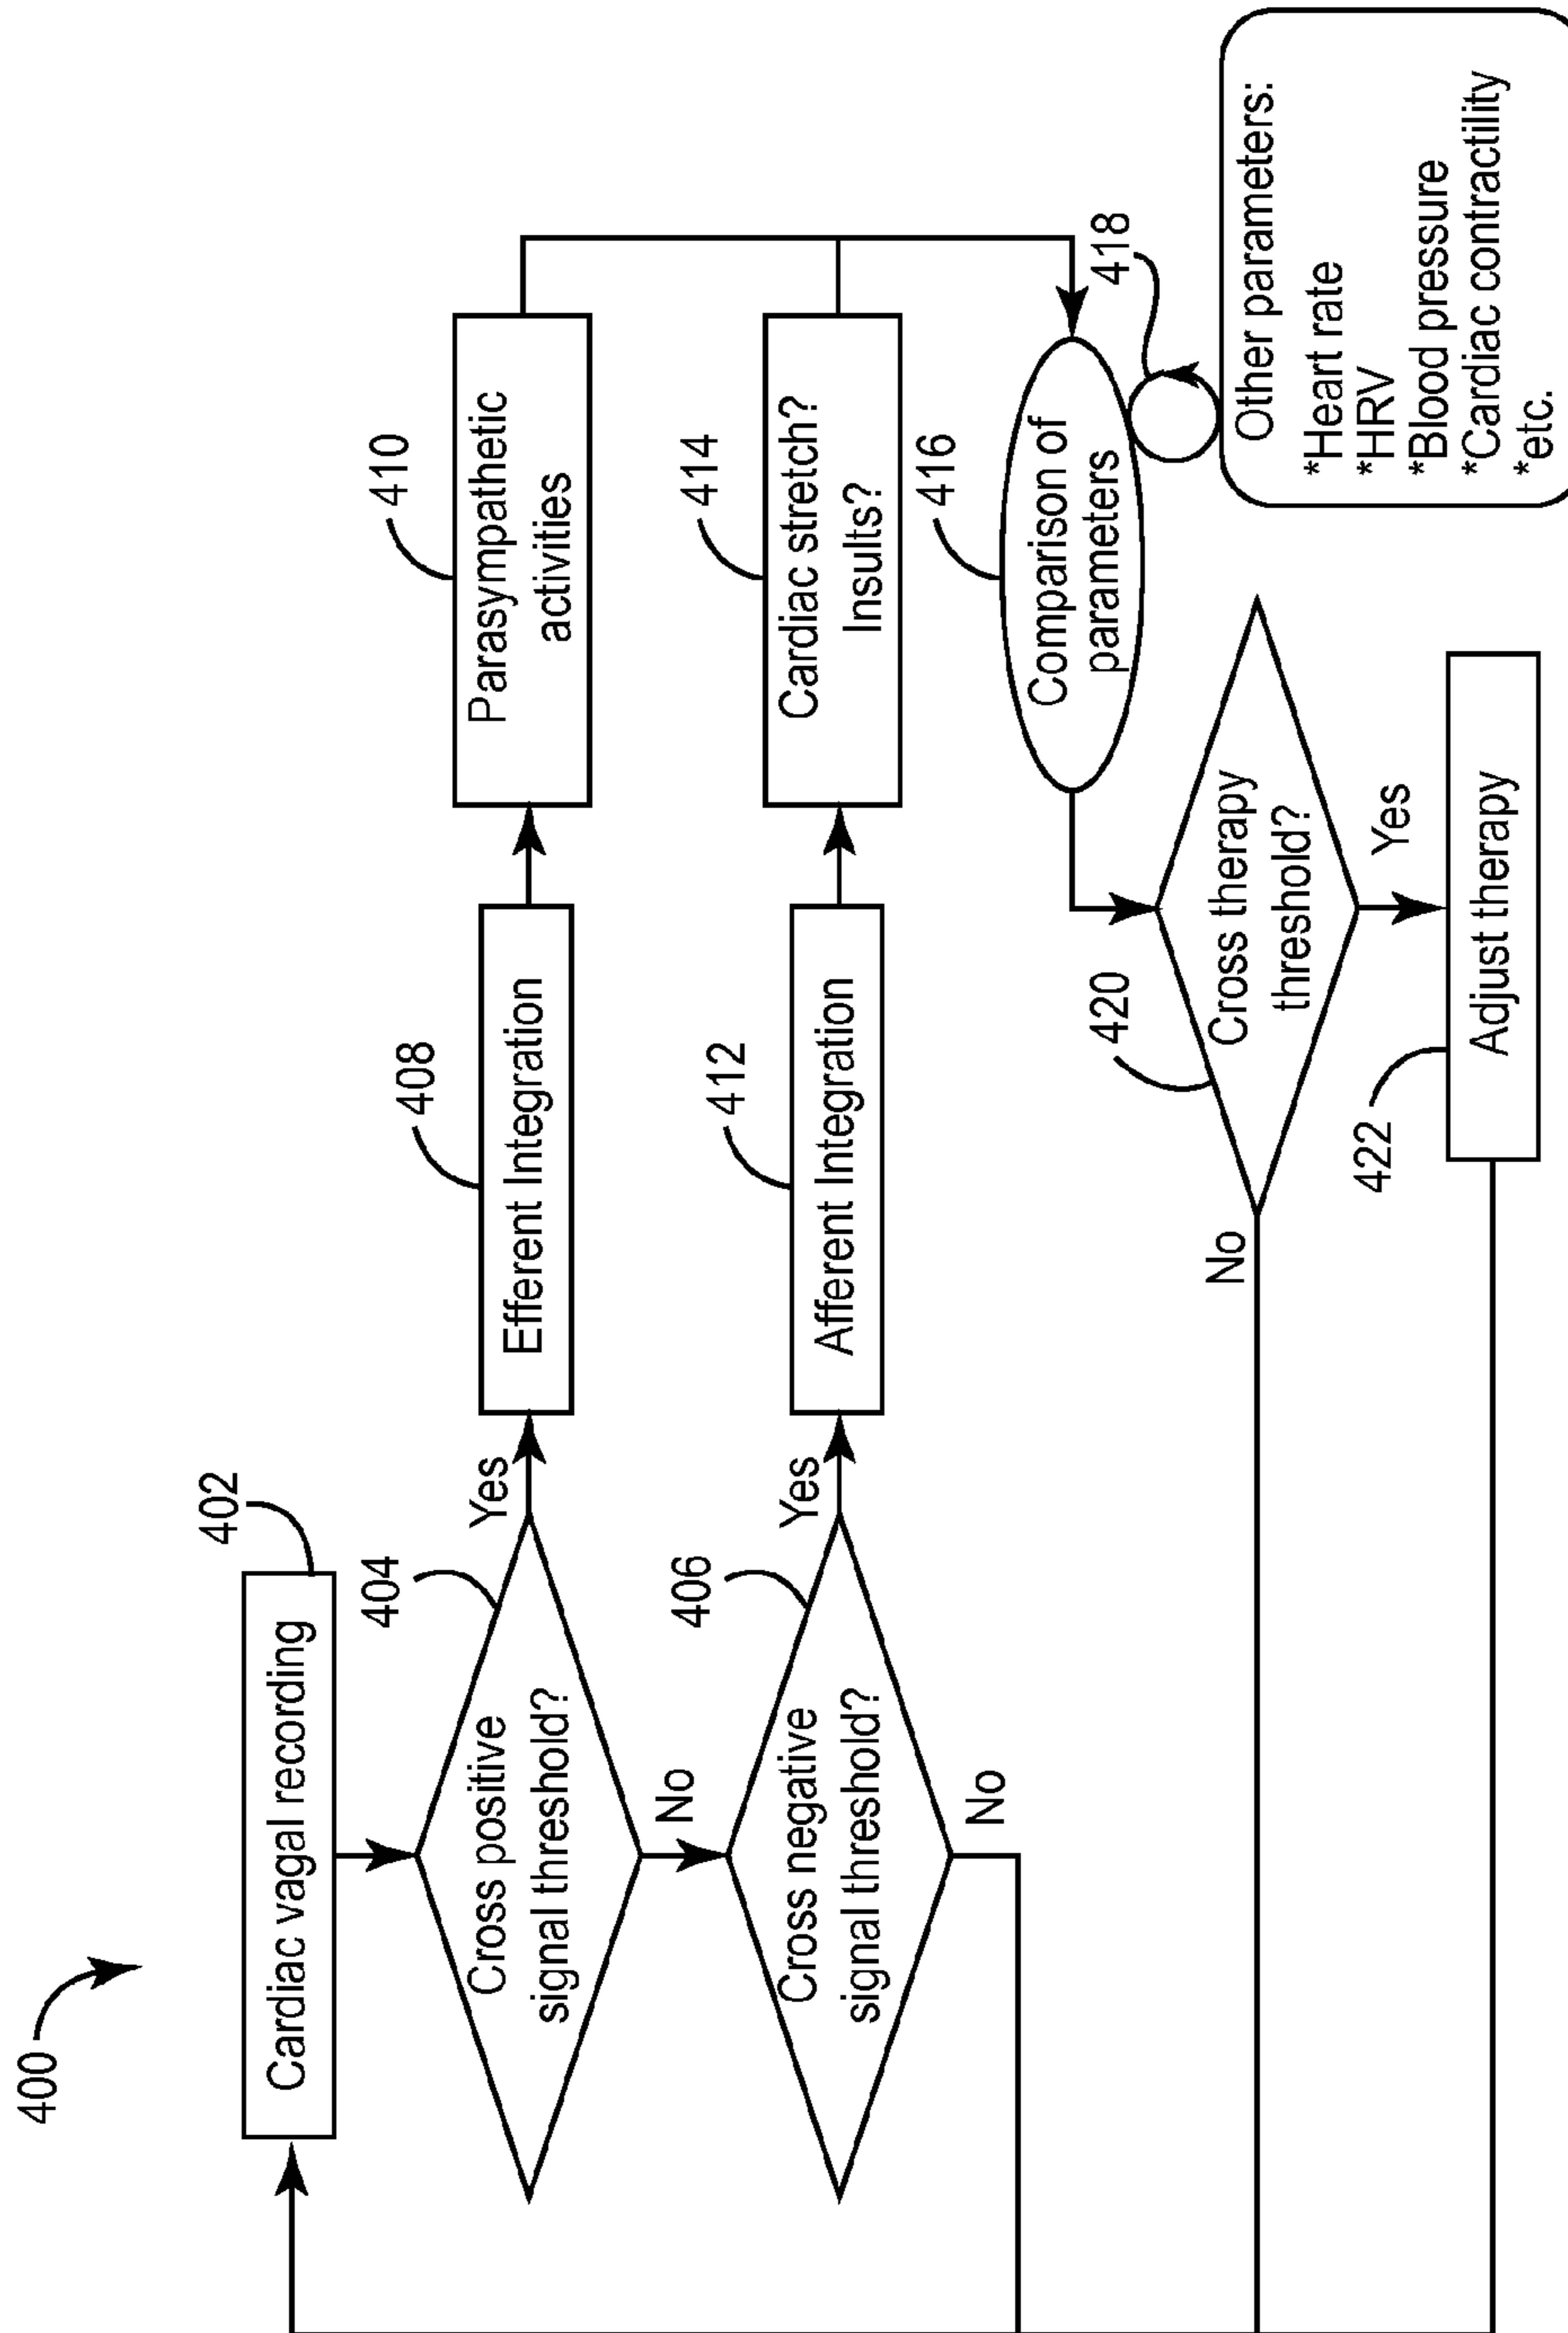 400
402
Cardiac vagal recording
404
Cross positive
signal threshold?
Yes
No
408
Efferent Integration
410
Parasympathetic
activities
406
Cross negative
signal threshold?
Yes
No
412
Afferent Integration
414
Cardiac stretch?
Insults?
416
Comparison of
parameters
418
Other parameters:
*Heart rate
*HRV
*Blood pressure
*Cardiac contractility
*etc.
420
Cross therapy
threshold?
No
Yes
422
Adjust therapy